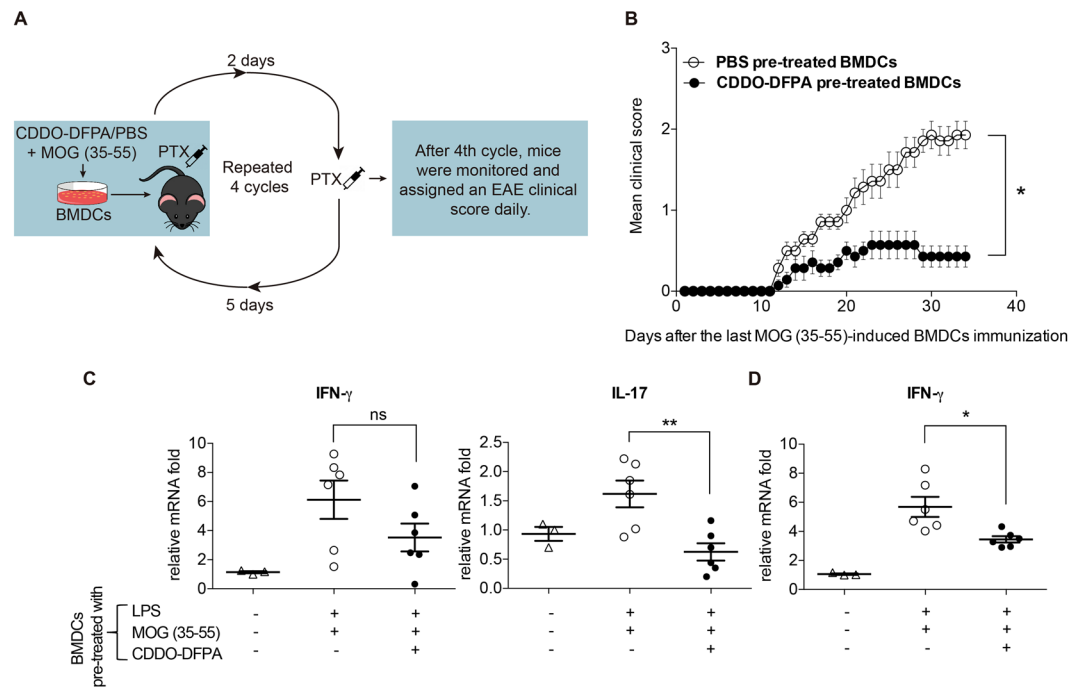 A
2 days
CDDO-DFPA/PBS
+ MOG (35-55)
PTX
BMDCs
Repeated
4 cycles
PTX
After 4th cycle, mice
were monitored and
assigned an EAE clinical
score daily.
5 days
B
PBS pre-treated BMDCs
CDDO-DFPA pre-treated BMDCs
Mean clinical score
3
2
1
0
0 10 20 30 40
*
Days after the last MOG (35-55)-induced BMDCs immunization
C
IFN-γ
ns
relative mRNA fold
10
8
6
4
2
0
IL-17
**
relative mRNA fold
2.5
2.0
1.5
1.0
0.5
0.0
D
IFN-γ
*
relative mRNA fold
10
8
6
4
2
0
BMDCs
pre-treated with
LPS - + + - + + - + +
MOG (35-55) - + + - + + - + +
CDDO-DFPA - + - + - +